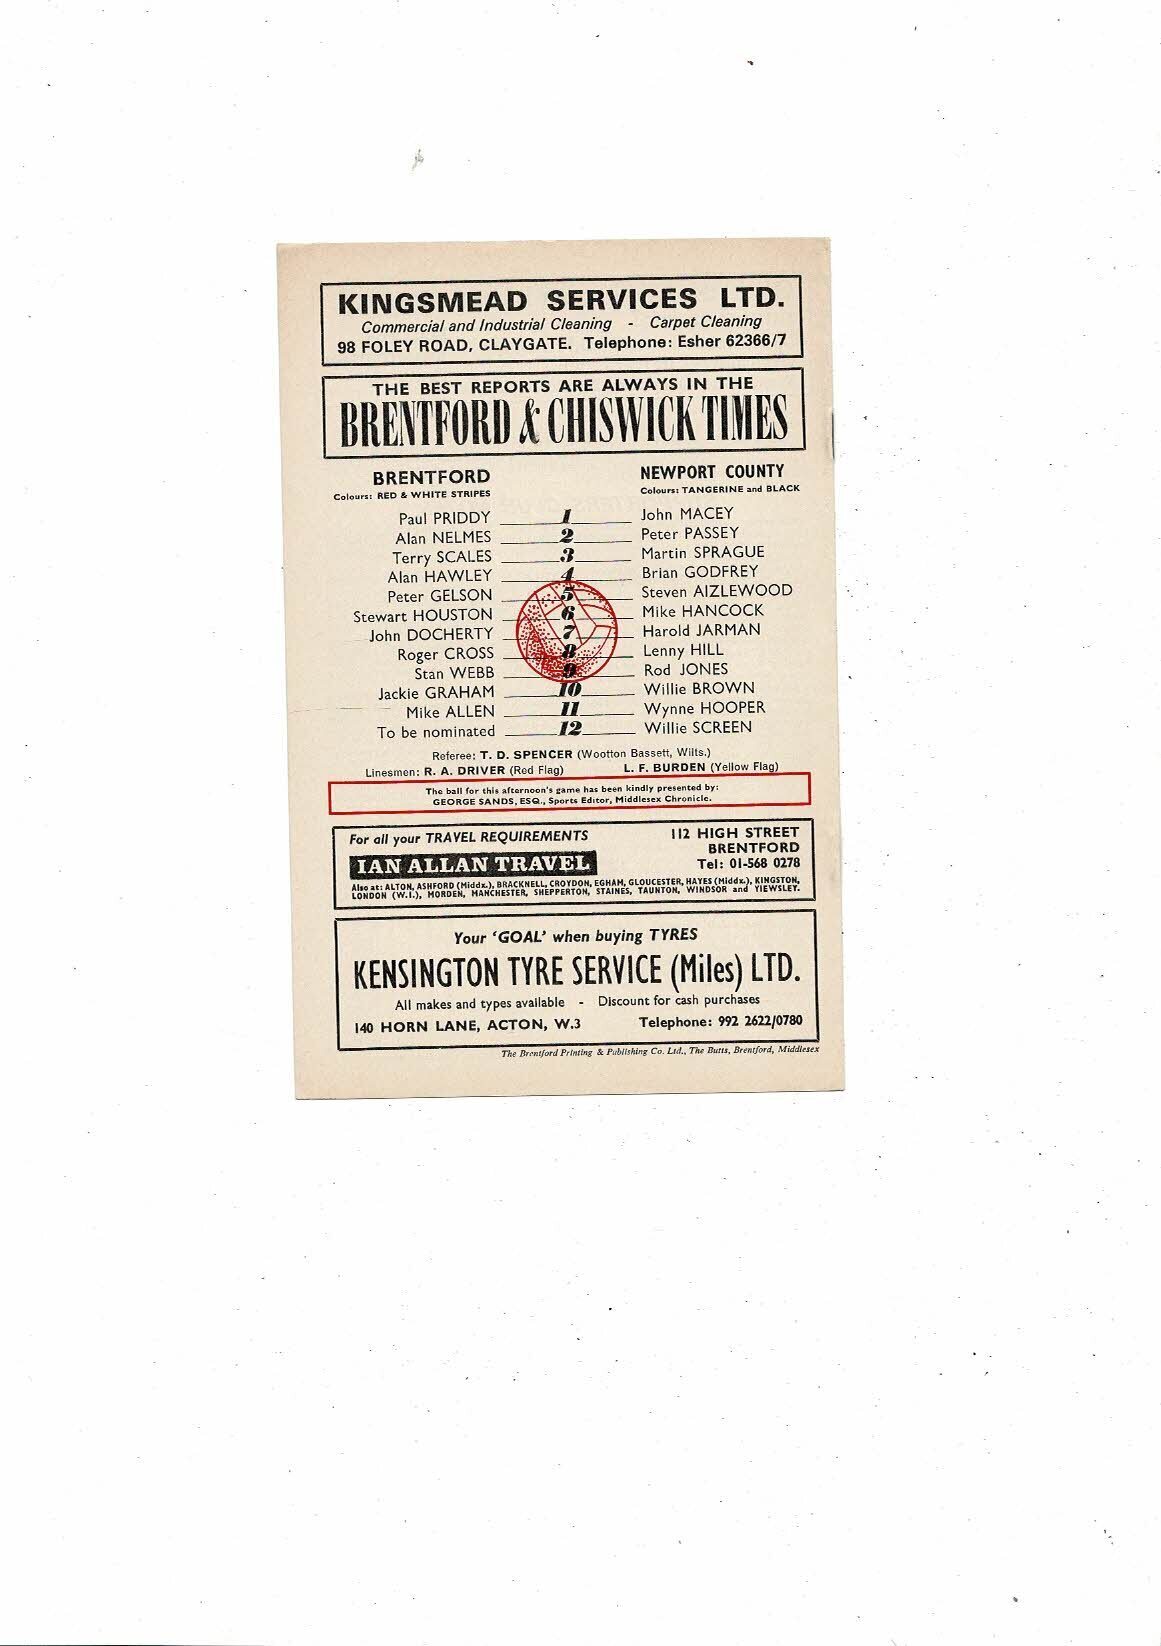 KINGSMEAD SERVICES LTD.
Commercial and Industrial Cleaning - Carpet Cleaning
98 FOLEY ROAD, CLAYGATE. Telephone: Esher 62366/7
THE BEST REPORTS ARE ALWAYS IN THE
BRENTFORD & CHISWICK TIMES
BRENTFORD NEWPORT COUNTY
Colours: RED & WHITE STRIPES Colours: TANGERINE and BLACK
Paul PRIDDY 1 John MACEY
Alan NELMES 2 Peter PASSEY
Terry SCALES 3 Martin SPRAGUE
Alan HAWLEY 4 Brian GODFREY
Peter GELSON 5 Steven AIZLEWOOD
Stewart HOUSTON 6 Mike HANCOCK
John DOCHERTY 7 Harold JARMAN
Roger CROSS 8 Lenny HILL
Stan WEBB 9 Rod JONES
Jackie GRAHAM 10 Willie BROWN
Mike ALLEN 11 Wynne HOOPER
To be nominated 12 Willie SCREEN
Referee: T. D. SPENCER (Wootton Bassett, Wilts.)
Linesmen: R. A. DRIVER (Red Flag) L. F. BURDEN (Yellow Flag)
The ball for this afternoon's game has been kindly presented by:
GEORGE SANDS, ESQ., Sports Editor, Middlesex Chronicle.
For all your TRAVEL REQUIREMENTS 112 HIGH STREET
BRENTFORD
IAN ALLAN TRAVEL Tel: 01-568 0278
Also at: ALTON, ASHFORD (Middx.), BRACKNELL, CROYDON, EGHAM, GLOUCESTER, HAYES (Middx.), KINGSTON,
LONDON (W.1.), MORDEN, MANCHESTER, SHEPPERTON, STAINES, TAUNTON, WINDSOR and YIEWSLEY.
Your 'GOAL' when buying TYRES
KENSINGTON TYRE SERVICE (Miles) LTD.
All makes and types available - Discount for cash purchases
140 HORN LANE, ACTON, W.3 Telephone: 992 2622/0780
The Brentford Printing & Publishing Co. Ltd., The Butts, Brentford, Middlesex